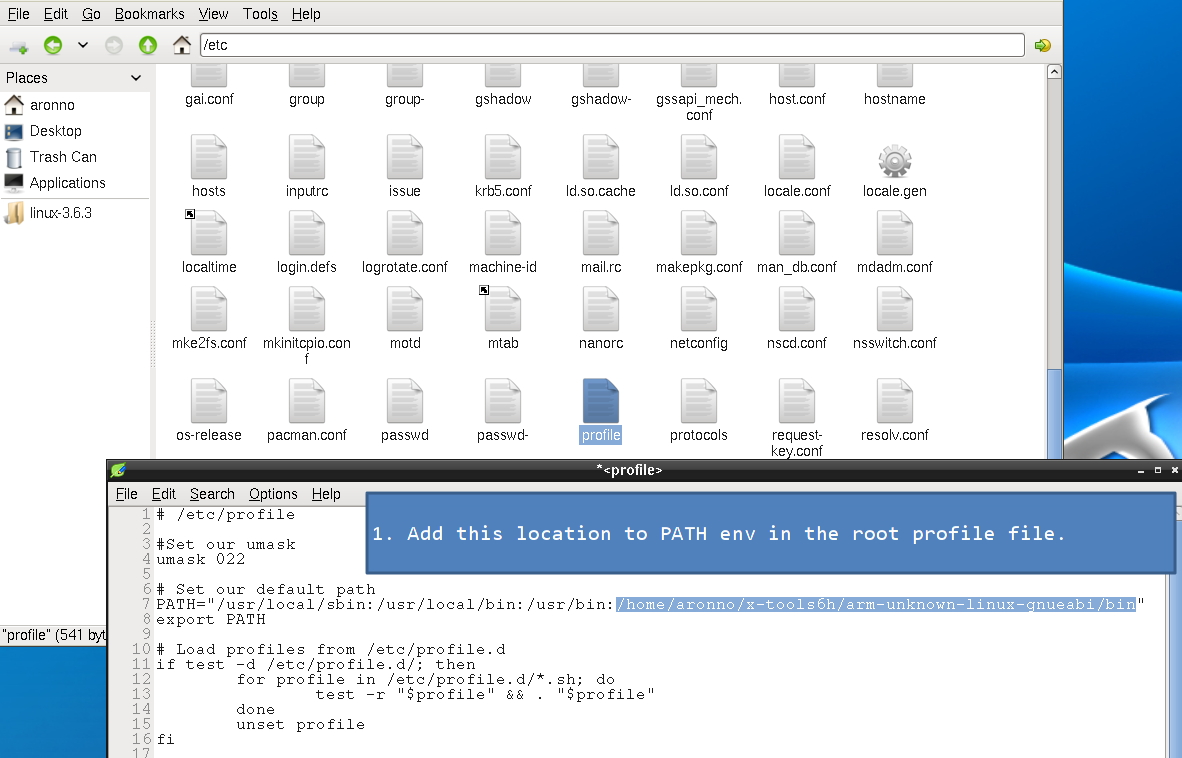 File Edit Go Bookmarks View Tools Help
/etc
Places
aronno
Desktop
Trash Can
Applications
linux-3.6.3
gai.conf group group- gshadow gshadow- gssapi_mech. host.conf hostname
conf
hosts inputrc issue krb5.conf ld.so.cache ld.so.conf locale.conf locale.gen
localtime login.defs logrotate.conf machine-id mail.rc makepkg.conf man_db.conf mdadm.conf
mke2fs.conf mkinitcpio.con motd mtab nanorc netconfig nscd.conf nsswitch.conf
f
os-release pacman.conf passwd passwd- profile protocols request- resolv.conf
key.conf
"profile" (541 byt
*<profile>
File Edit Search Options Help
1. Add this location to PATH env in the root profile file.
1 # /etc/profile
2
3 #Set our umask
4 umask 022
5
6 # Set our default path
7 PATH="/usr/local/sbin:/usr/local/bin:/usr/bin:/home/aronno/x-tools6h/arm-unknown-linux-gnueabi/bin"
8 export PATH
9
10 # Load profiles from /etc/profile.d
11 if test -d /etc/profile.d/; then
12 for profile in /etc/profile.d/*.sh; do
13 test -r "$profile" && . "$profile"
14 done
15 unset profile
16 fi
17